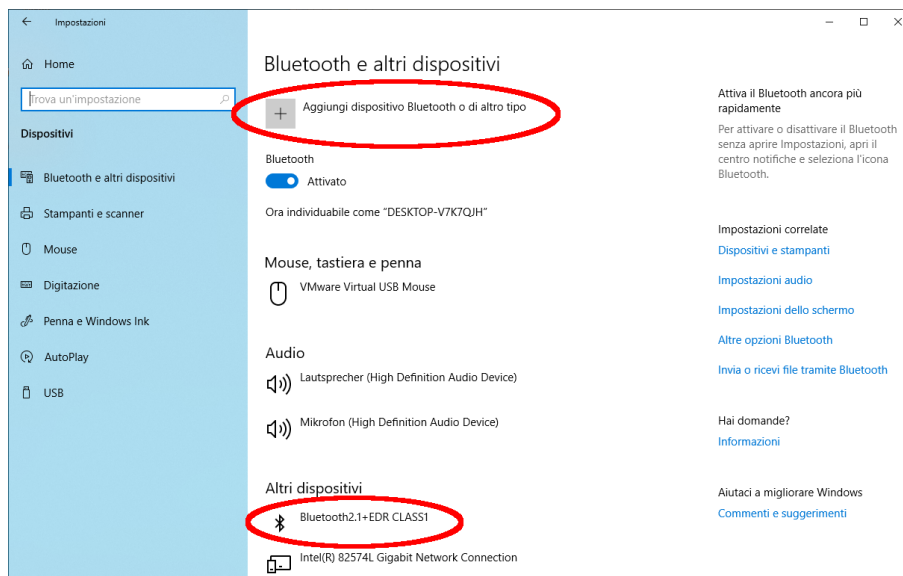 Impostazioni
Home
Trova un'impostazione
Dispositivi
Bluetooth e altri dispositivi
Stampanti e scanner
Mouse
Digitazione
Penna e Windows Ink
AutoPlay
USB
Bluetooth e altri dispositivi
Aggiungi dispositivo Bluetooth o di altro tipo
Bluetooth
Attivato
Ora individuabile come "DESKTOP-V7K7QJH"
Mouse, tastiera e penna
VMware Virtual USB Mouse
Audio
Lautsprecher (High Definition Audio Device)
Mikrofon (High Definition Audio Device)
Altri dispositivi
Bluetooth2.1+EDR CLASS1
Intel(R) 82574L Gigabit Network Connection
Attiva il Bluetooth ancora più
rapidamente
Per attivare o disattivare il Bluetooth
senza aprire Impostazioni, apri il
centro notifiche e seleziona l'icona
Bluetooth.
Impostazioni correlate
Dispositivi e stampanti
Impostazioni audio
Impostazioni dello schermo
Altre opzioni Bluetooth
Invia o ricevi file tramite Bluetooth
Hai domande?
Informazioni
Aiutaci a migliorare Windows
Commenti e suggerimenti